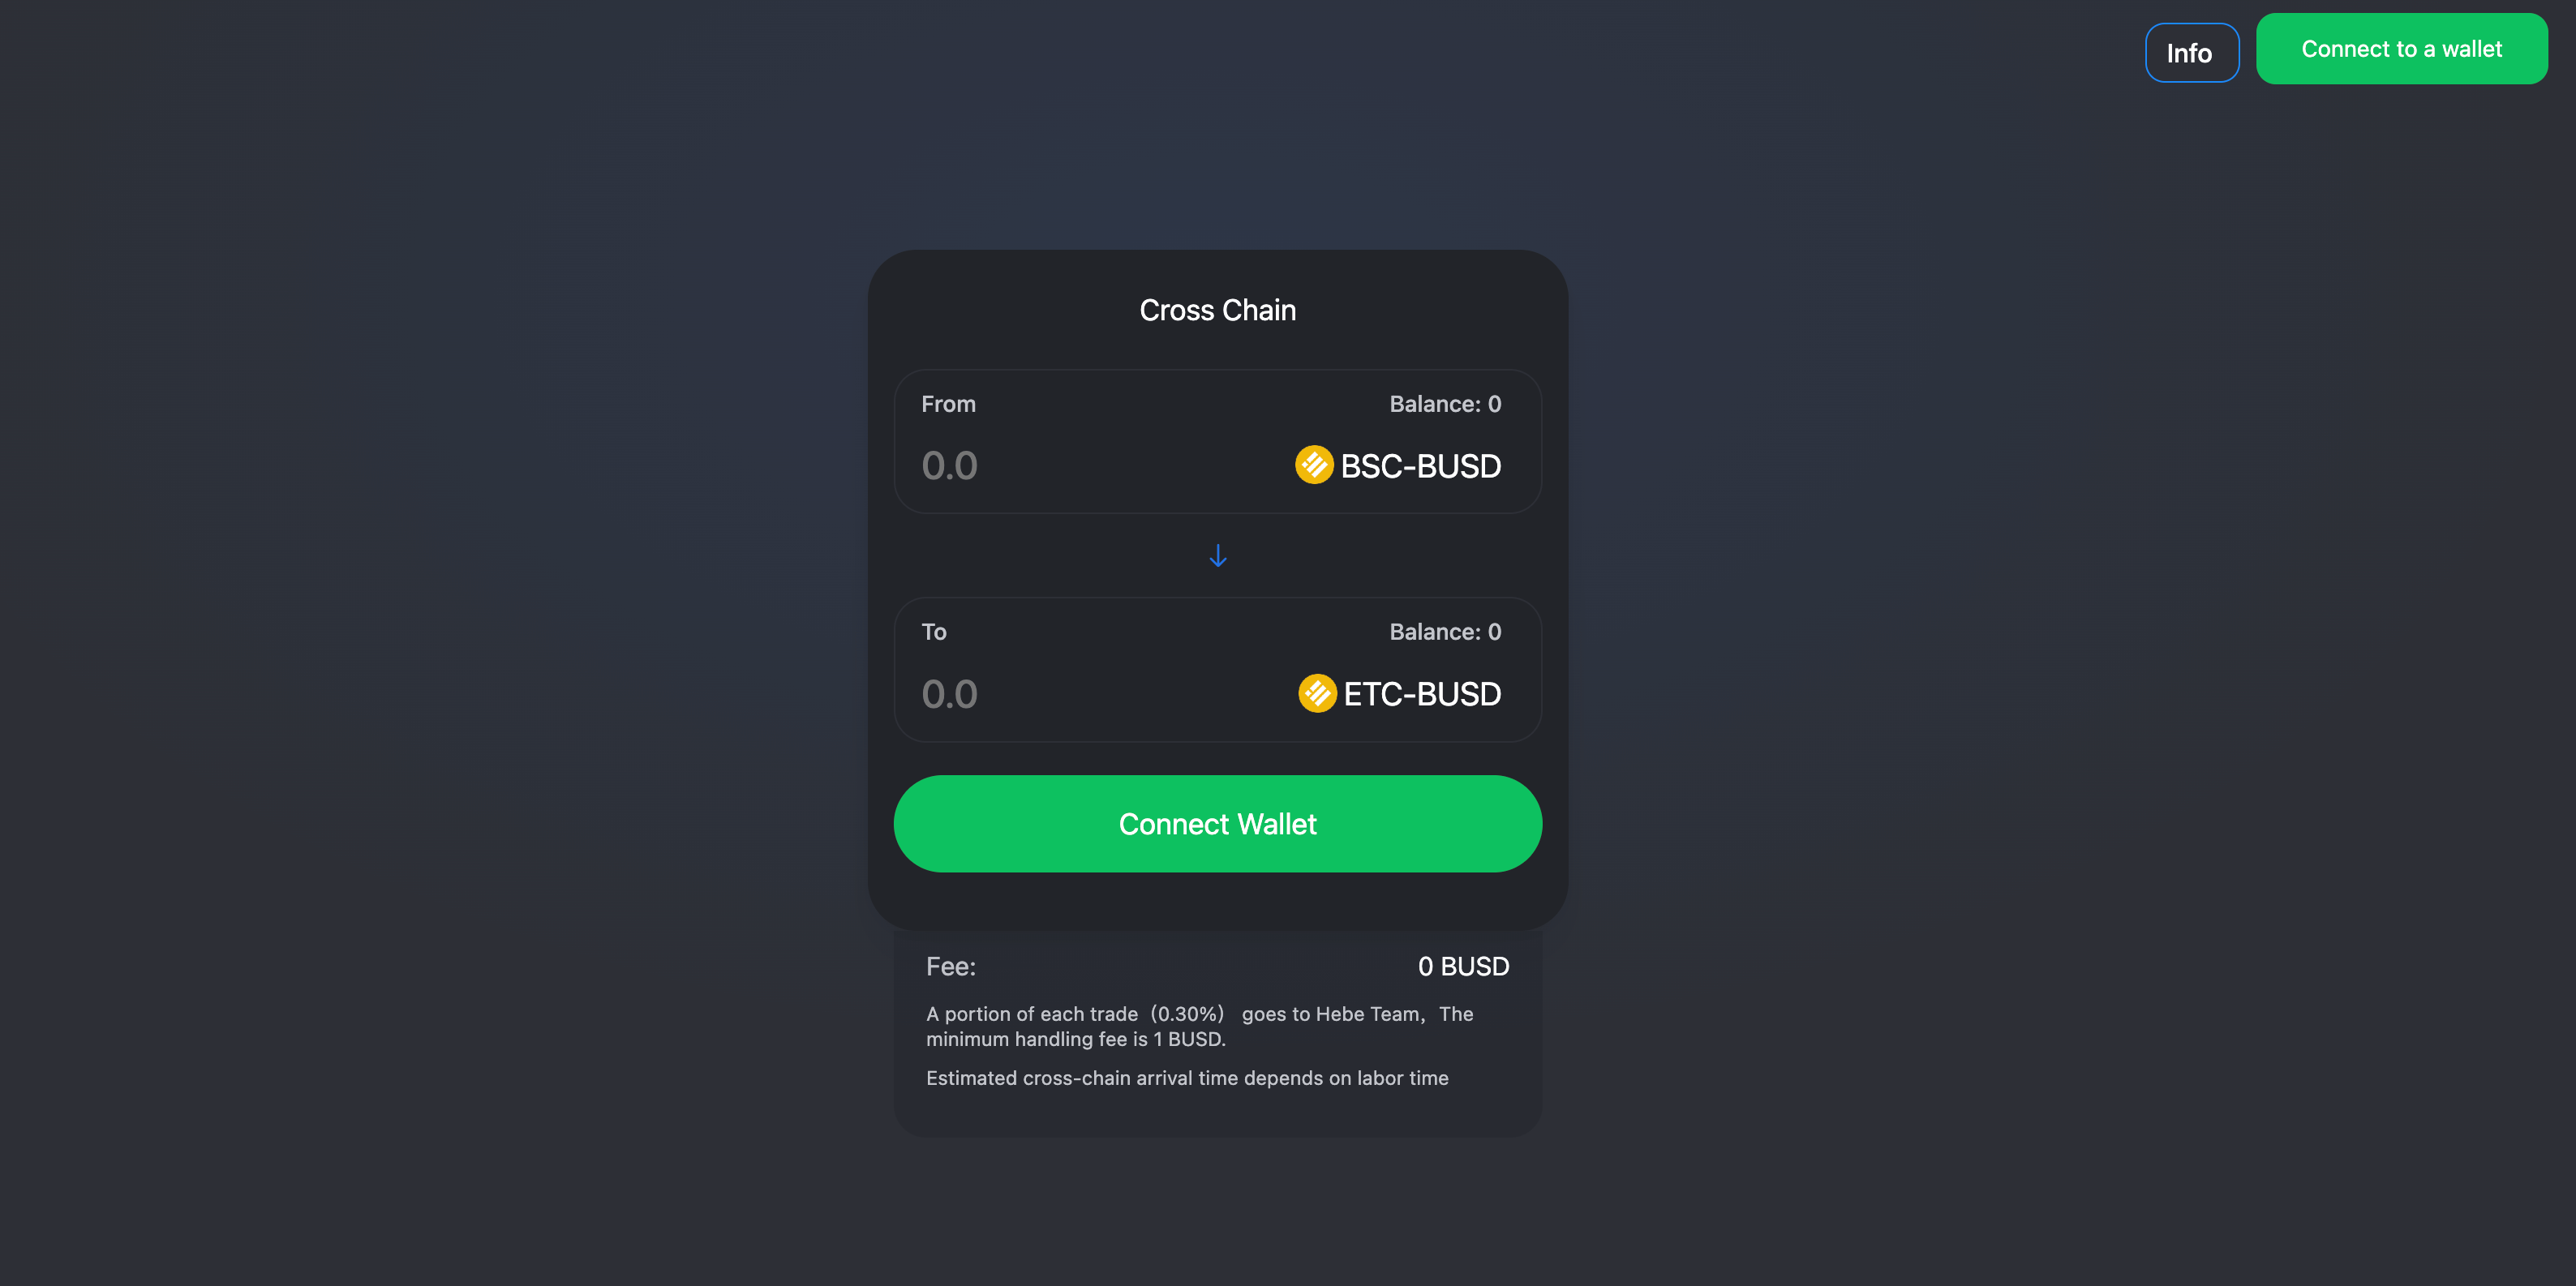 Info
Connect to a wallet
Cross Chain
From
Balance: 0
0.0
BSC-BUSD
To
Balance: 0
0.0
ETC-BUSD
Connect Wallet
Fee:
0 BUSD
A portion of each trade（0.30%） goes to Hebe Team，The
minimum handling fee is 1 BUSD.
Estimated cross-chain arrival time depends on labor time